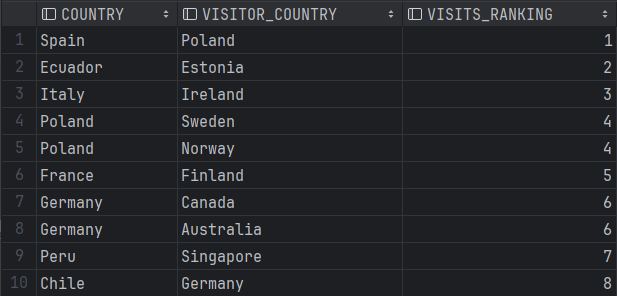 COUNTRY VISITOR_COUNTRY VISITS_RANKING
1 Spain Poland 1
2 Ecuador Estonia 2
3 Italy Ireland 3
4 Poland Sweden 4
5 Poland Norway 4
6 France Finland 5
7 Germany Canada 6
8 Germany Australia 6
9 Peru Singapore 7
10 Chile Germany 8